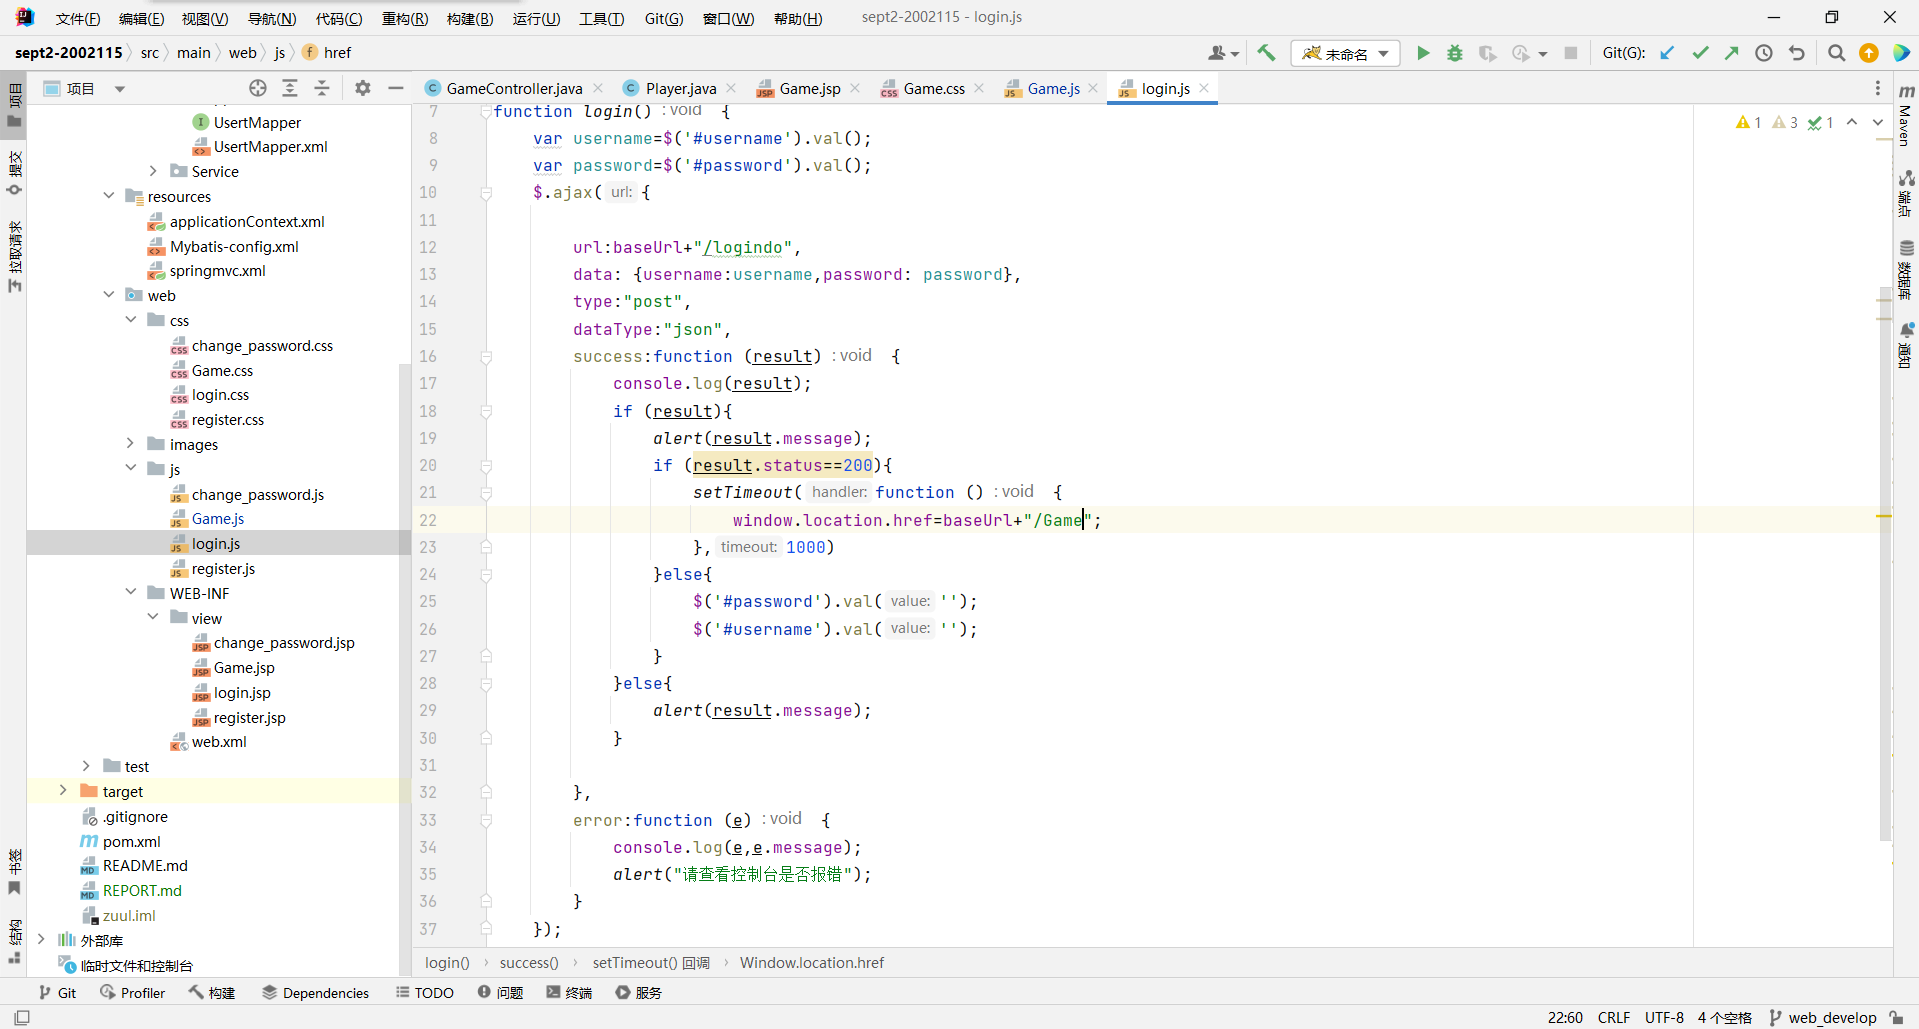 文件(F) 编辑(E) 视图(V) 导航(N) 代码(C) 重构(R) 构建(B) 运行(U) 工具(T) Git(G) 窗口(W) 帮助(H) sept2-2002115 - login.js
sept2-2002115 src main web js f href 未命名 Git(G):
项目 GameController.java Player.java Game.jsp Game.css Game.js login.js
项目
提交
拉取请求
书签
结构
UsertMapper
UsertMapper.xml
Service
resources
applicationContext.xml
Mybatis-config.xml
springmvc.xml
web
css
change_password.css
Game.css
login.css
register.css
images
js
change_password.js
Game.js
login.js
register.js
WEB-INF
view
change_password.jsp
Game.jsp
login.jsp
register.jsp
web.xml
test
target
.gitignore
pom.xml
README.md
REPORT.md
zuul.iml
外部库
临时文件和控制台
1 3 1
7 function login() : void {
8 var username=$('#username').val();
9 var password=$('#password').val();
10 $.ajax( url: {
11
12 url:baseUrl+"/logindo",
13 data: {username:username,password: password},
14 type:"post",
15 dataType:"json",
16 success:function (result) : void {
17 console.log(result);
18 if (result){
19 alert(result.message);
20 if (result.status==200){
21 setTimeout( handler: function () : void {
22 window.location.href=baseUrl+"/Game";
23 }, timeout: 1000)
24 }else{
25 $('#password').val( value: '');
26 $('#username').val( value: '');
27 }
28 }else{
29 alert(result.message);
30 }
31
32 },
33 error:function (e) : void {
34 console.log(e,e.message);
35 alert("请查看控制台是否报错");
36 }
37 });
Maven
端点
数据库
通知
login() success() setTimeout() 回调 Window.location.href
Git Profiler 构建 Dependencies TODO 问题 终端 服务
22:60 CRLF UTF-8 4 个空格 web_develop